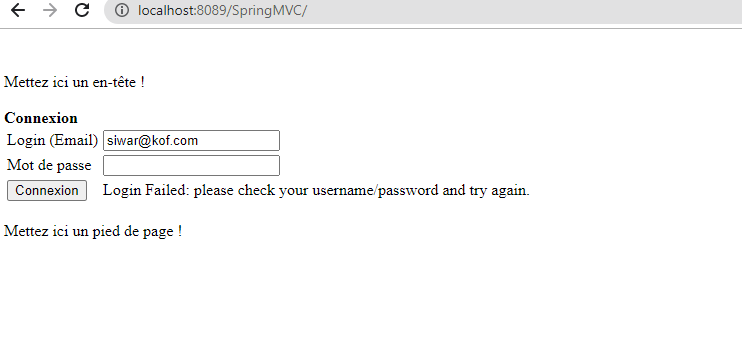 localhost:8089/SpringMVC/
Mettez ici un en-tête !
Connexion
Login (Email) siwar@kof.com
Mot de passe
Connexion Login Failed: please check your username/password and try again.
Mettez ici un pied de page !